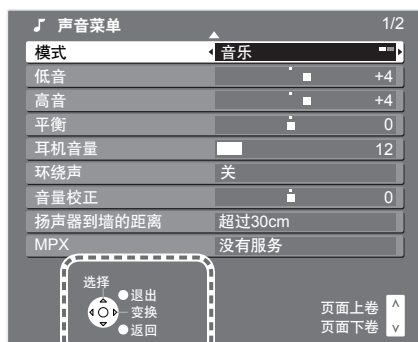 声音菜单 1/2
模式 音乐
低音 +4
高音 +4
平衡 0
耳机音量 12
环绕声 关
音量校正 0
扬声器到墙的距离 超过30cm
MPX 没有服务
选择
退出
变换
返回
页面上卷
页面下卷